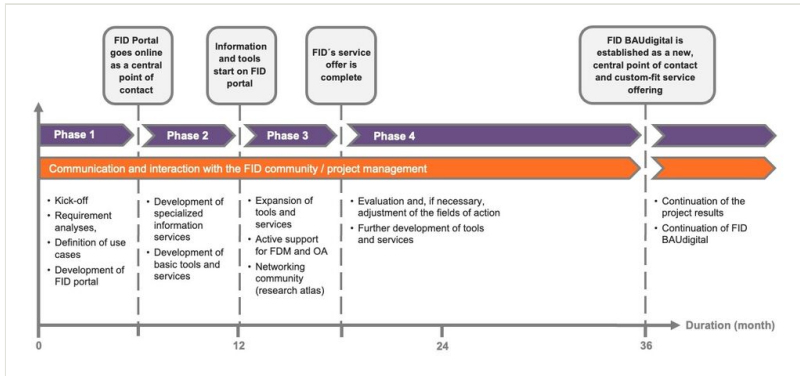 FID Portal
goes online
as a central
point of
contact
Information
and tools
start on FID
portal
FID´s service
offer is
complete
FID BAUdigital is
established as a new,
central point of contact
and custom-fit service
offering
Phase 1
Phase 2
Phase 3
Phase 4
Communication and interaction with the FID community / project management
• Kick-off
• Requirement
analyses,
• Definition of use
cases
• Development of
FID portal
• Development of
specialized
information
services
• Development of
basic tools and
services
• Expansion of
tools and
services
• Active support
for FDM and OA
• Networking
community
(research atlas)
• Evaluation and, if necessary,
adjustment of the fields of action
• Further development of tools
and services
• Continuation of the
project results
• Continuation of FID
BAUdigital
Duration (month)
0
12
24
36